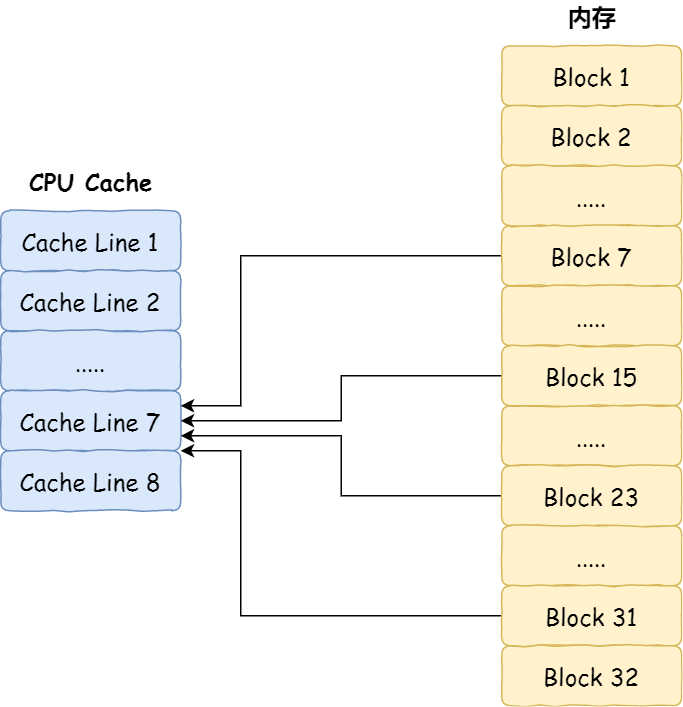 CPU Cache
Cache Line 1
Cache Line 2
.....
Cache Line 7
Cache Line 8
内存
Block 1
Block 2
.....
Block 7
.....
Block 15
.....
Block 23
.....
Block 31
Block 32